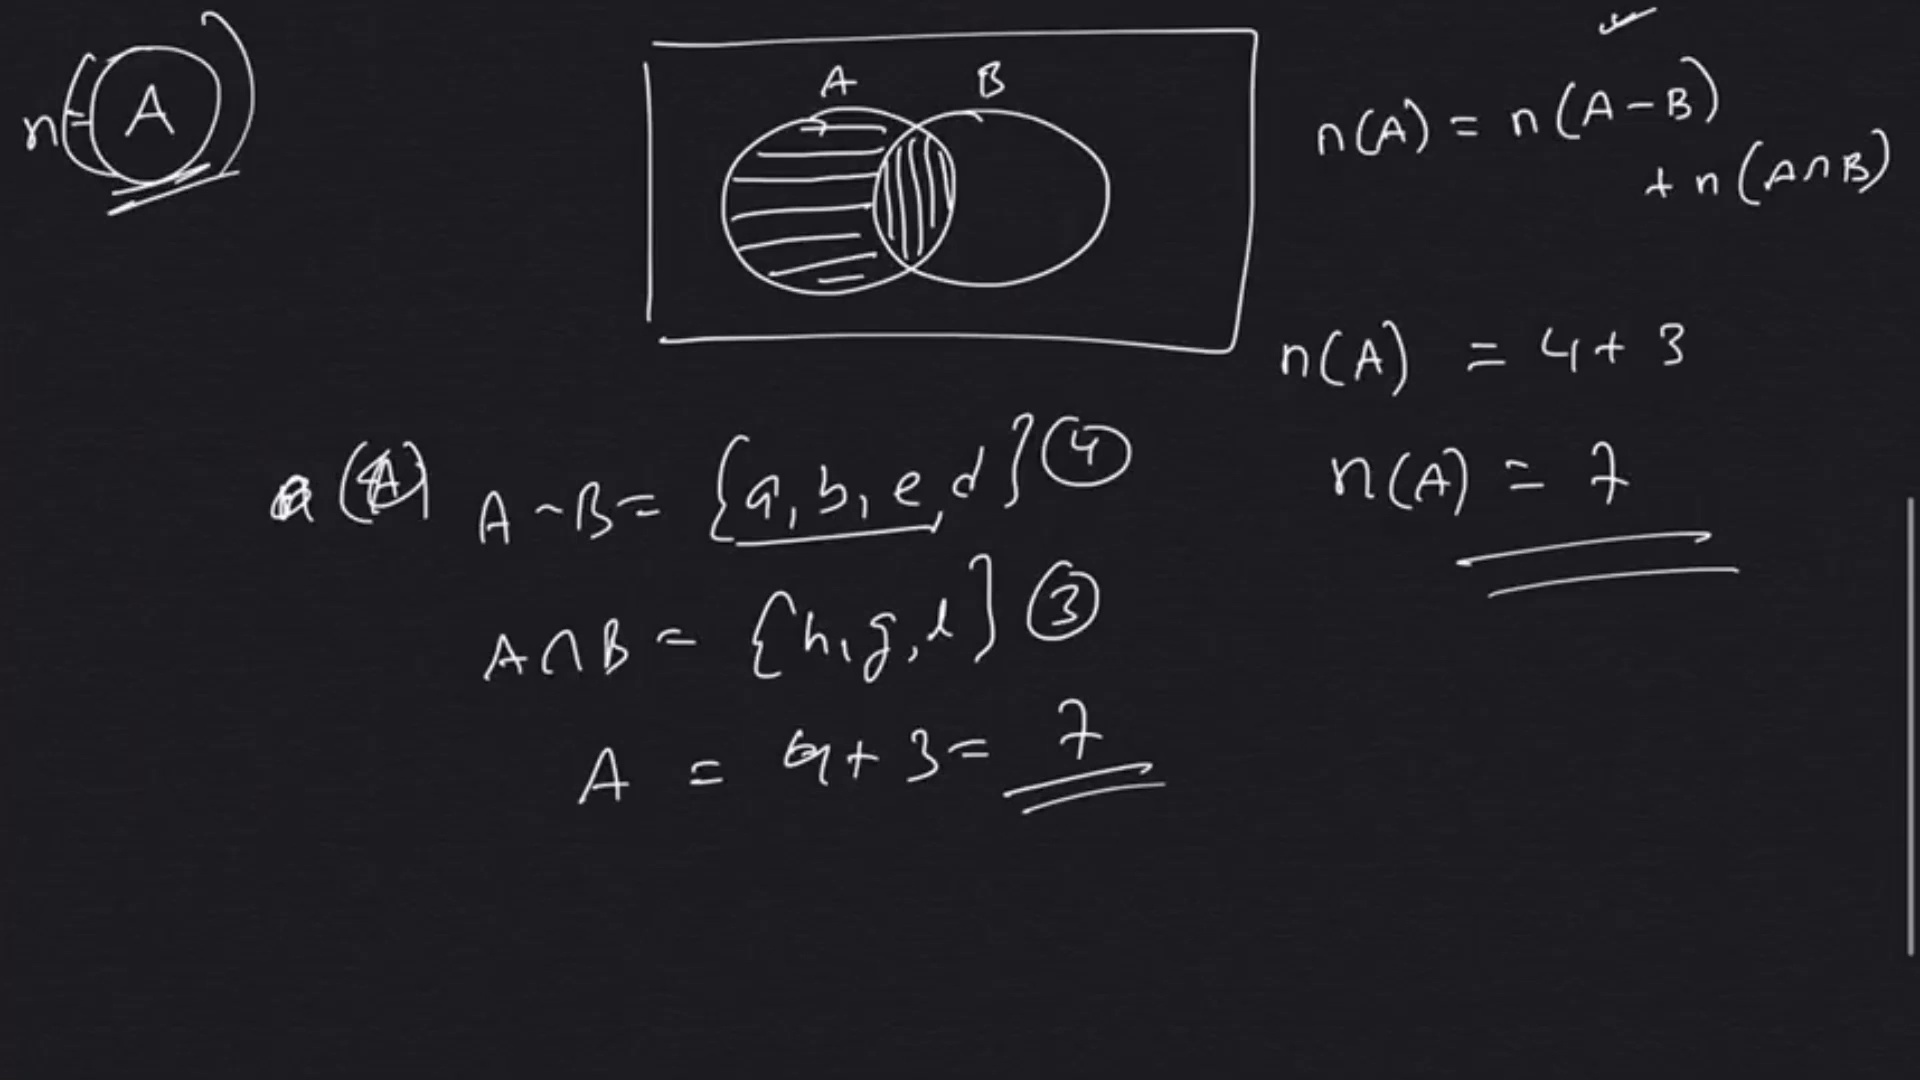 n(A)
A B
n(A) = n(A-B)
+ n(A∩B)
n(A) = 4+3
n(A) = 7
(A) A-B = {a, b, e, d} 4
A∩B = {h, g, i} 3
A = 4+3 = 7